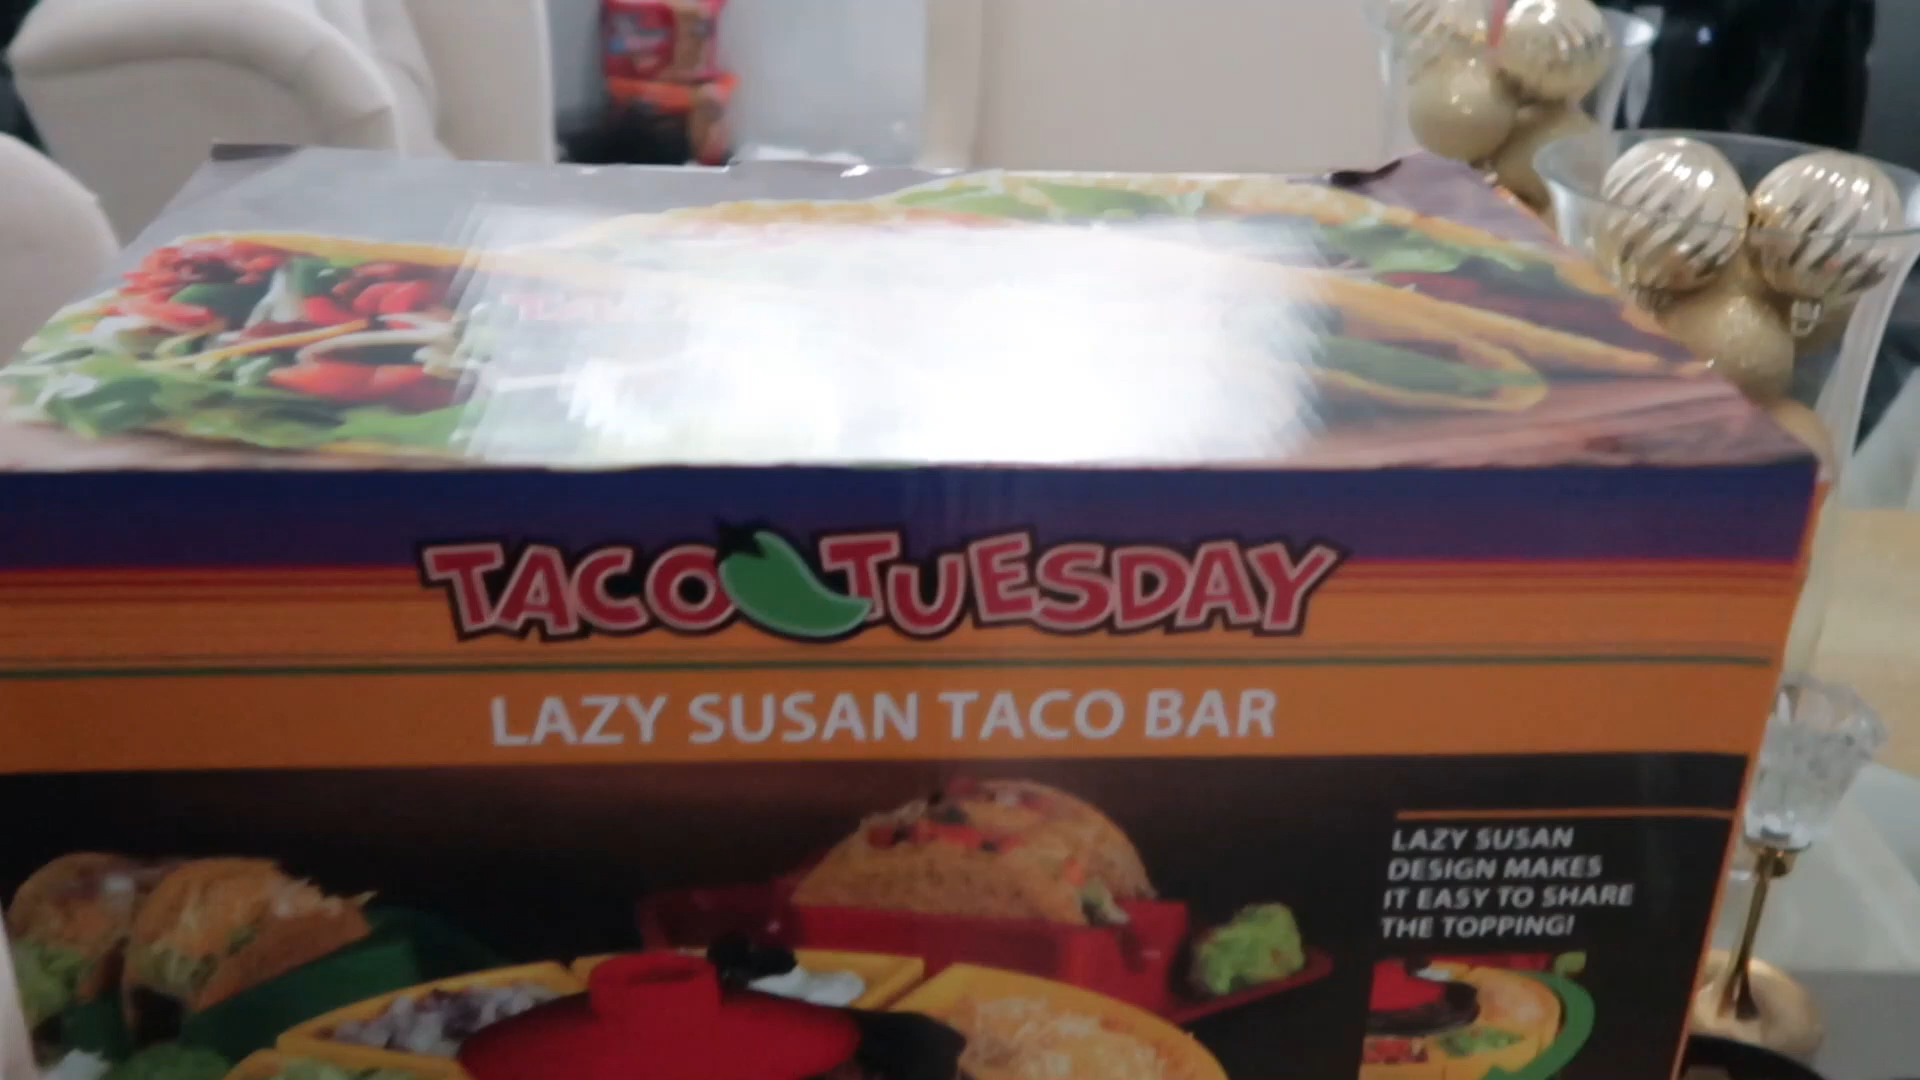 TACO TUESDAY
LAZY SUSAN TACO BAR
LAZY SUSAN
DESIGN MAKES
IT EASY TO SHARE
THE TOPPING!